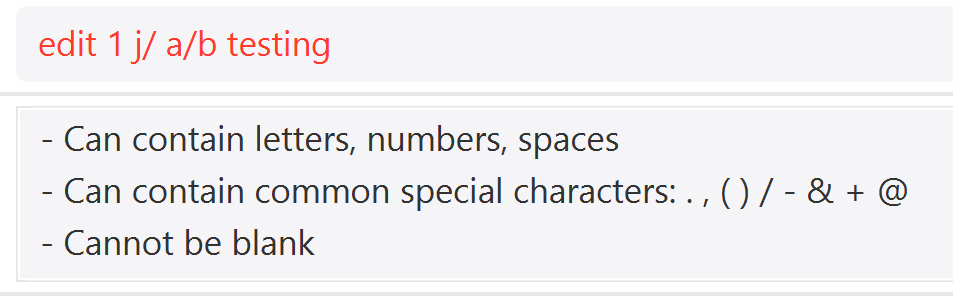 edit 1 j/ a/b testing
- Can contain letters, numbers, spaces
- Can contain common special characters: . , ( ) / - & + @
- Cannot be blank